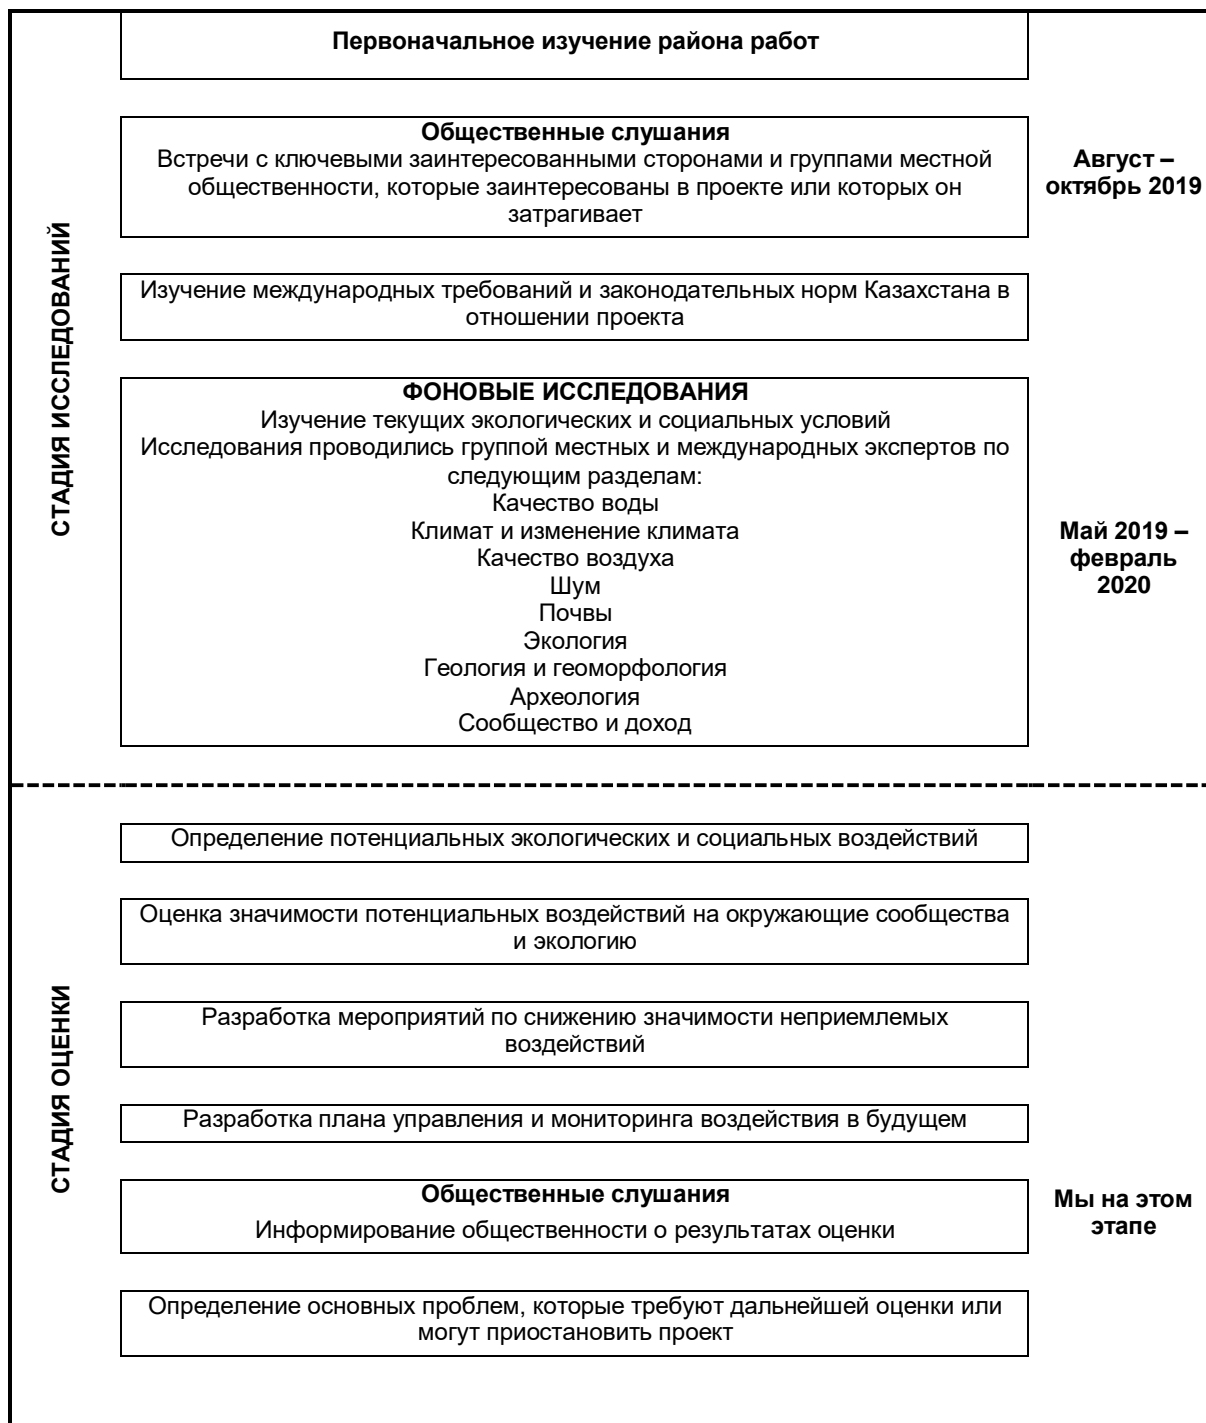 Первоначальное изучение района работ
Общественные слушания
Встречи с ключевыми заинтересованными сторонами и группами местной
общественности, которые заинтересованы в проекте или которых он
затрагивает
Август –
октябрь 2019
СТАДИЯ ИССЛЕДОВАНИЙ
Изучение международных требований и законодательных норм Казахстана в
отношении проекта
ФОНОВЫЕ ИССЛЕДОВАНИЯ
Изучение текущих экологических и социальных условий
Исследования проводились группой местных и международных экспертов по
следующим разделам:
Качество воды
Климат и изменение климата
Качество воздуха
Шум
Почвы
Экология
Геология и геоморфология
Археология
Сообщество и доход
Май 2019 –
февраль
2020
Определение потенциальных экологических и социальных воздействий
Оценка значимости потенциальных воздействий на окружающие сообщества
и экологию
СТАДИЯ ОЦЕНКИ
Разработка мероприятий по снижению значимости неприемлемых
воздействий
Разработка плана управления и мониторинга воздействия в будущем
Общественные слушания
Информирование общественности о результатах оценки
Мы на этом
этапе
Определение основных проблем, которые требуют дальнейшей оценки или
могут приостановить проект